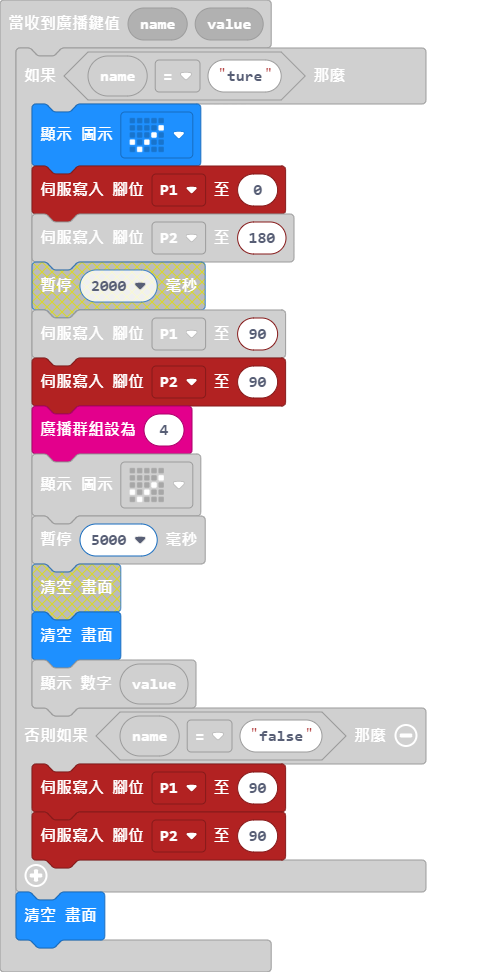 當收到廣播鍵值 name value
如果 name = "ture" 那麼
顯示 圖示
伺服寫入 腳位 P1 至 0
伺服寫入 腳位 P2 至 180
暫停 2000 毫秒
伺服寫入 腳位 P1 至 90
伺服寫入 腳位 P2 至 90
廣播群組設為 4
顯示 圖示
暫停 5000 毫秒
清空 畫面
清空 畫面
顯示 數字 value
否則如果 name = "false" 那麼
伺服寫入 腳位 P1 至 90
伺服寫入 腳位 P2 至 90
清空 畫面